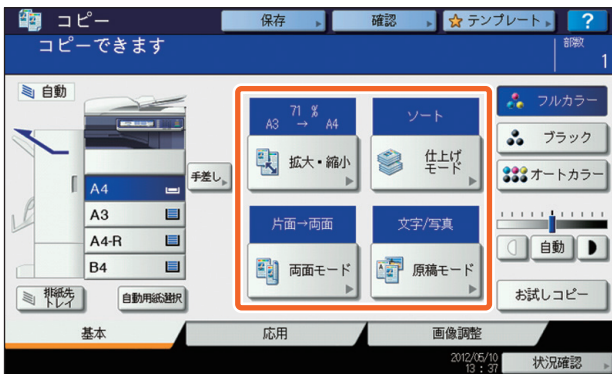 コピー
保存
確認
テンプレート
?
コピーできます
部数
1
自動
71 %
A3 → A4
ソート
フルカラー
拡大・縮小
仕上げ
モード
ブラック
手差し
オートカラー
A4
A3
A4-R
B4
片面→両面
文字/写真
両面モード
原稿モード
自動
排紙先
トレイ
自動用紙選択
お試しコピー
基本
応用
画像調整
2012/05/10
13 : 37
状況確認